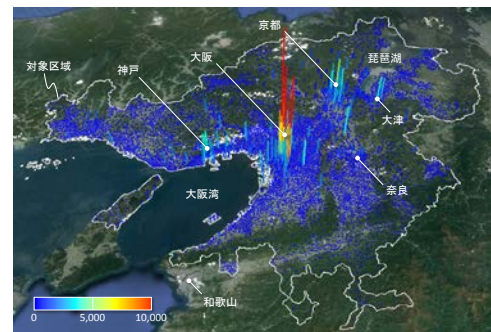 京都
大阪
琵琶湖
対象区域
神戸
大津
大阪湾
奈良
和歌山
0 5,000 10,000